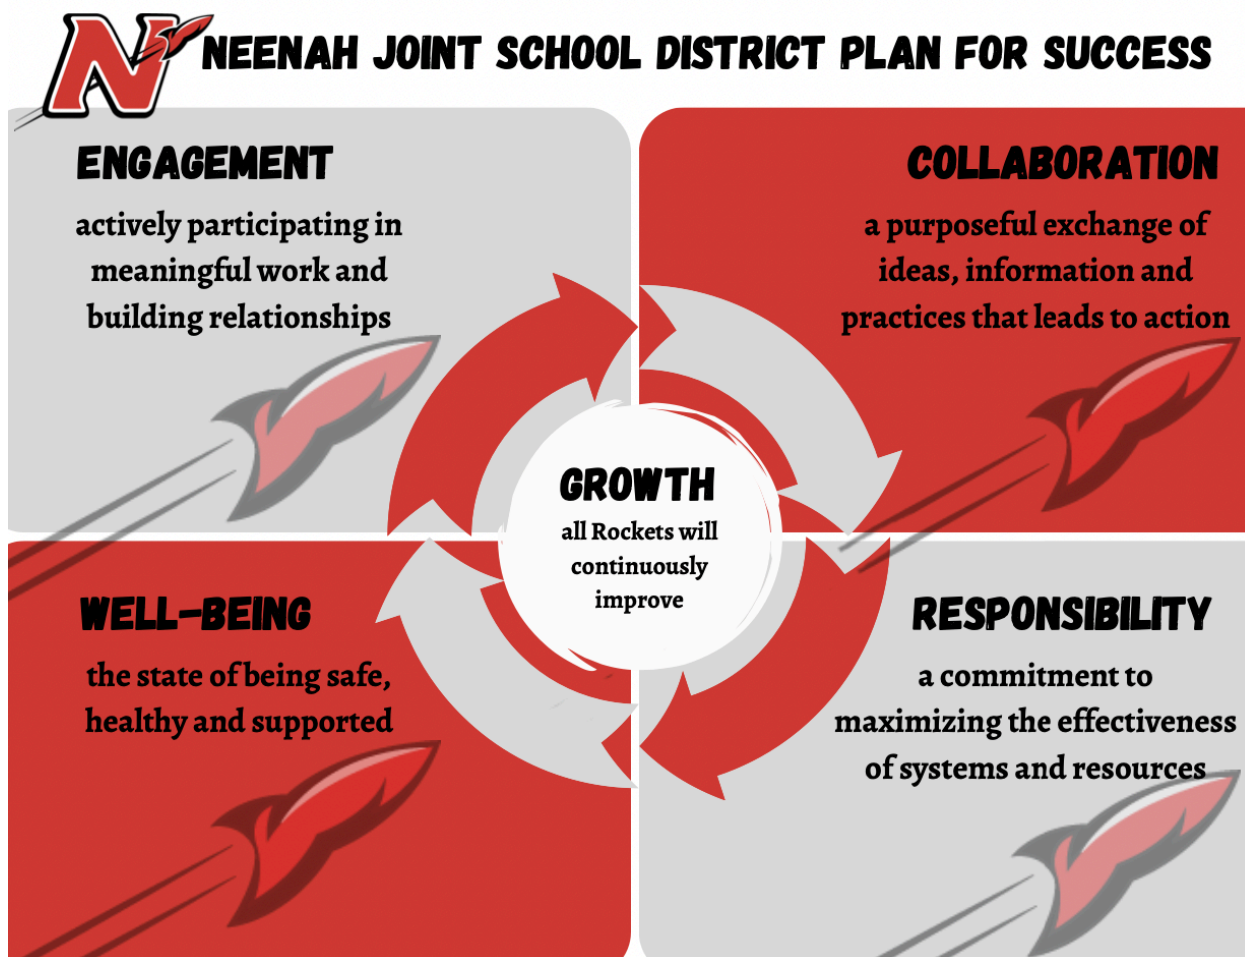 N
NEENAH JOINT SCHOOL DISTRICT PLAN FOR SUCCESS
ENGAGEMENT
actively participating in
meaningful work and
building relationships
COLLABORATION
a purposeful exchange of
ideas, information and
practices that leads to action
GROWTH
all Rockets will
continuously
improve
WELL-BEING
the state of being safe,
healthy and supported
RESPONSIBILITY
a commitment to
maximizing the effectiveness
of systems and resources